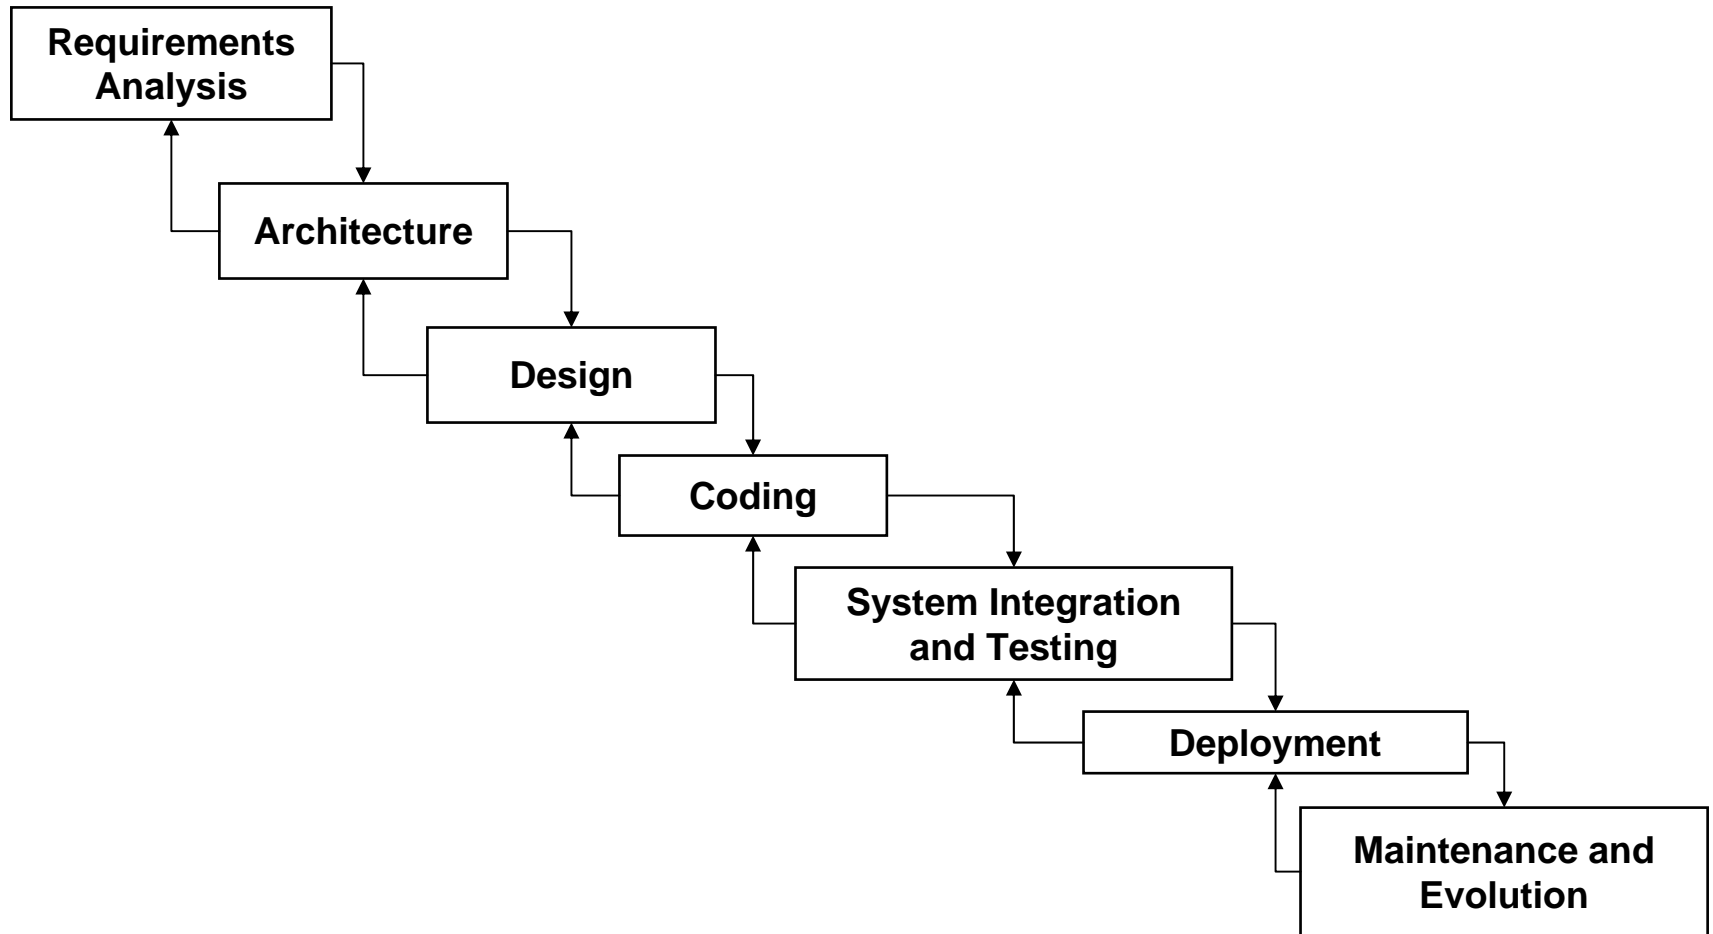 Requirements
Analysis
Architecture
Design
Coding
System Integration
and Testing
Deployment
Maintenance and
Evolution